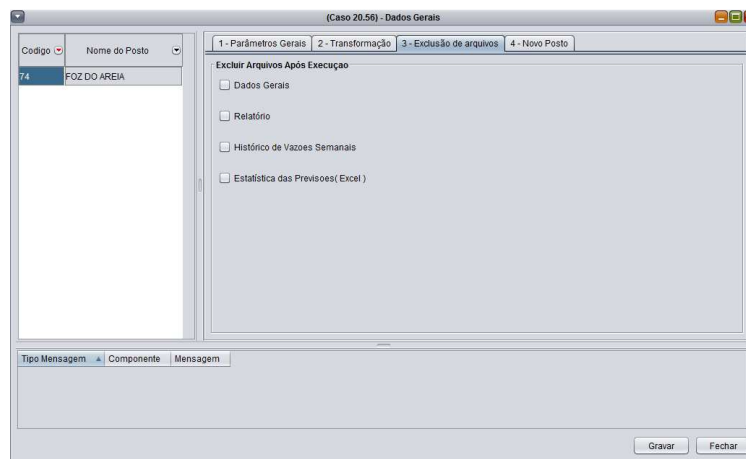 (Caso 20.56) - Dados Gerais
Codigo Nome do Posto
74 FOZ DO AREIA
1 - Parâmetros Gerais 2 - Transformação 3 - Exclusão de arquivos 4 - Novo Posto
Excluir Arquivos Após Execuçao
Dados Gerais
Relatório
Histórico de Vazoes Semanais
Estatística das Previsoes( Excel )
Tipo Mensagem Componente Mensagem
Gravar Fechar